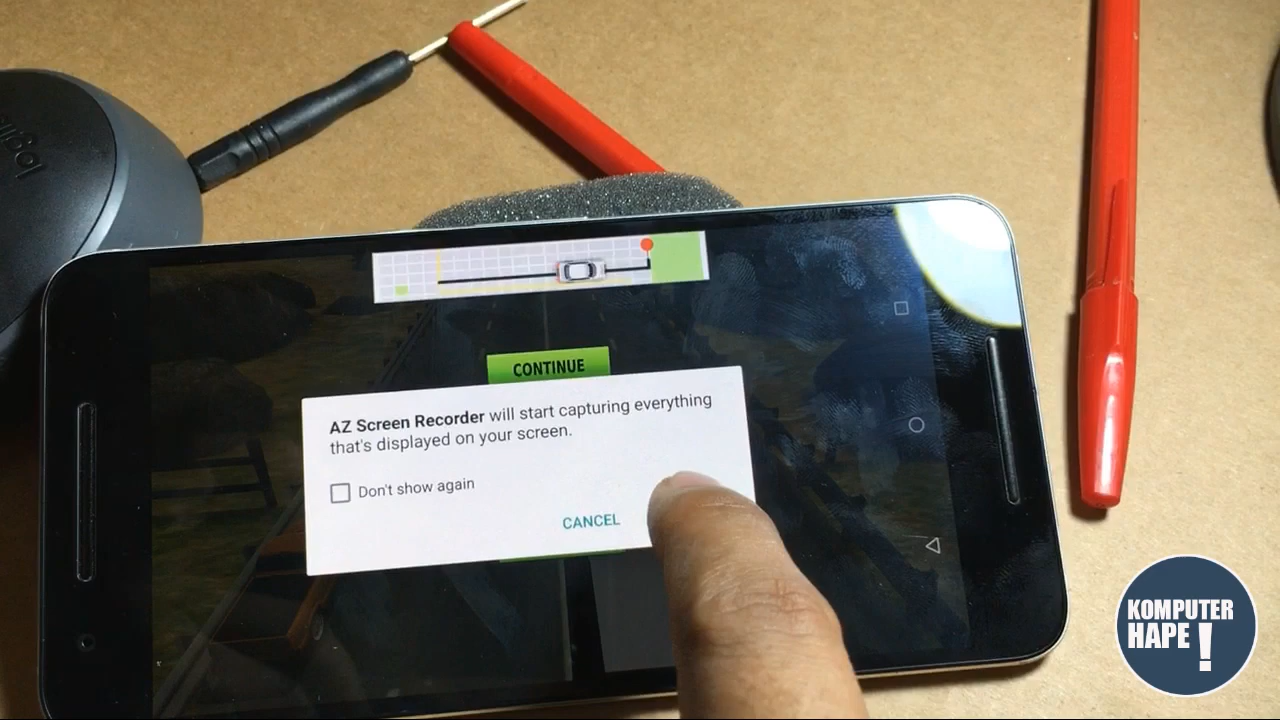 CONTINUE
AZ Screen Recorder will start capturing everything
that's displayed on your screen.
Don't show again
CANCEL
KOMPUTER
HAPE!